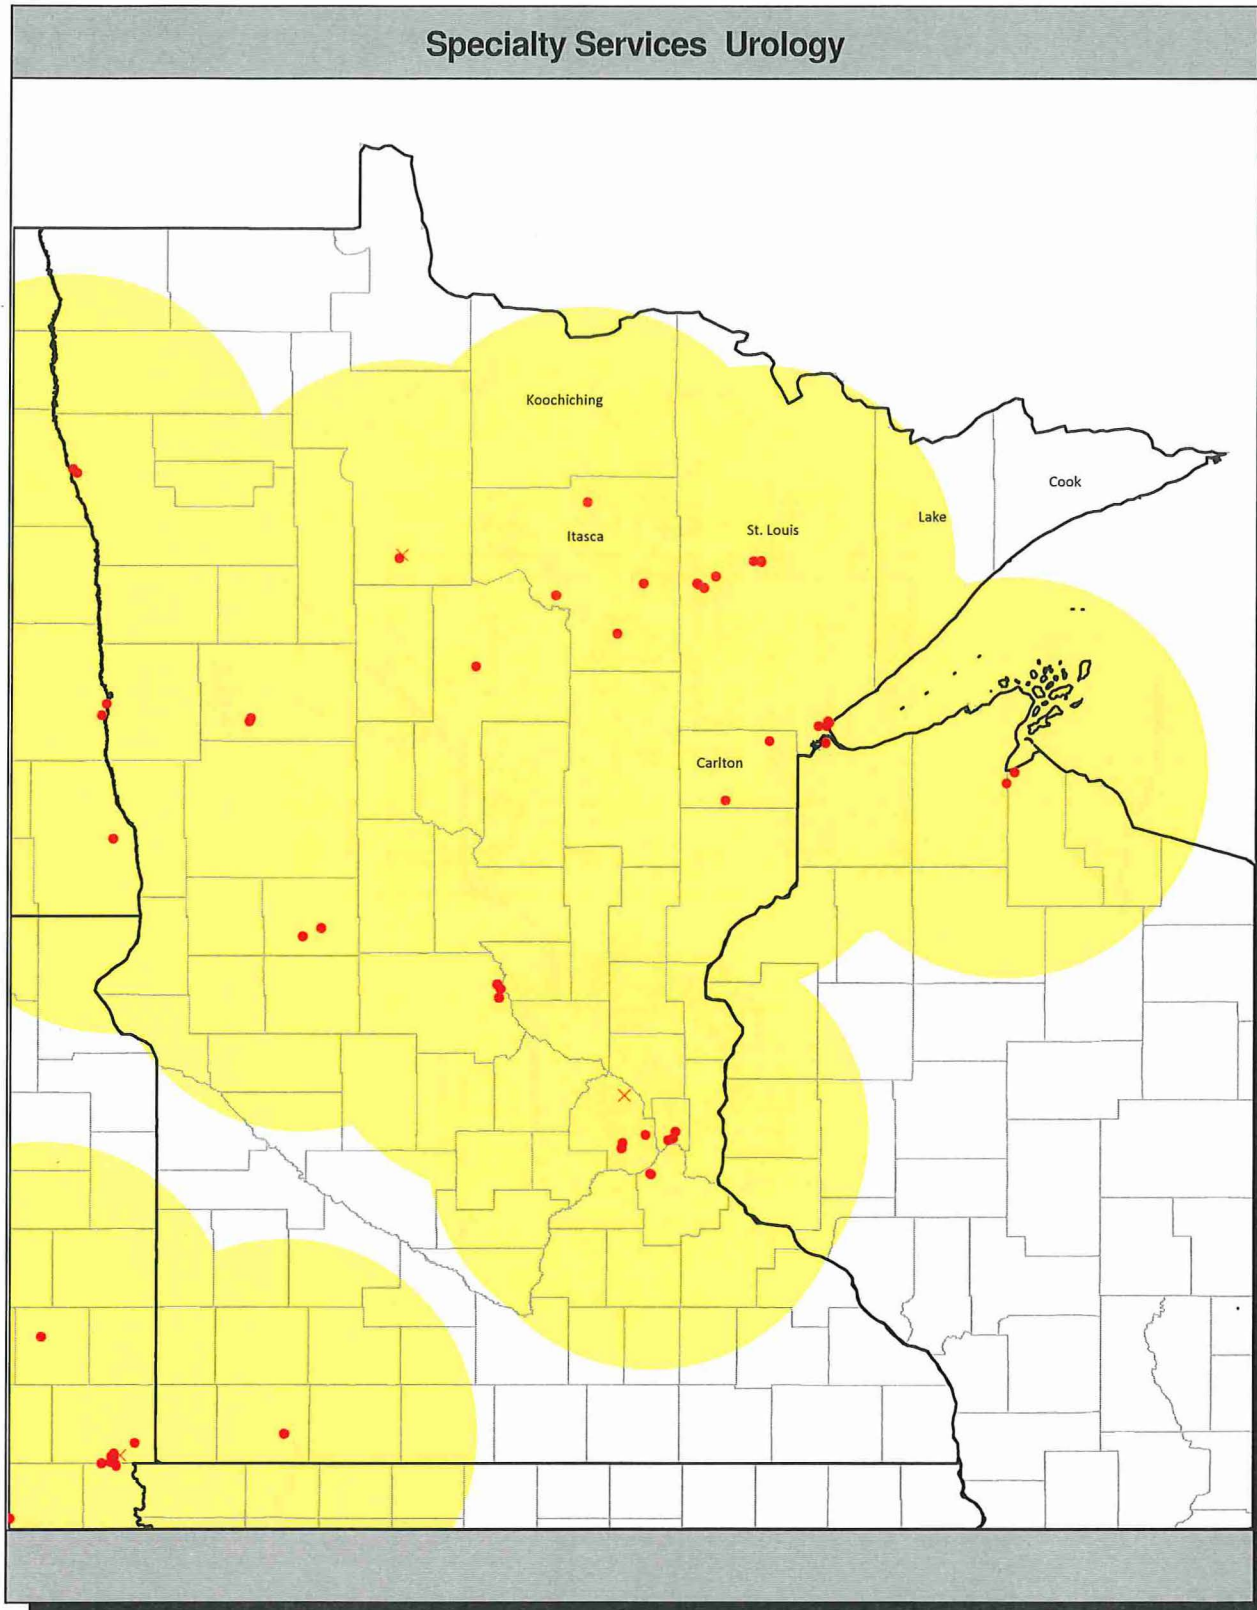 Specialty Services Urology
Koochiching
Cook
Lake
St. Louis
Itasca
Carlton